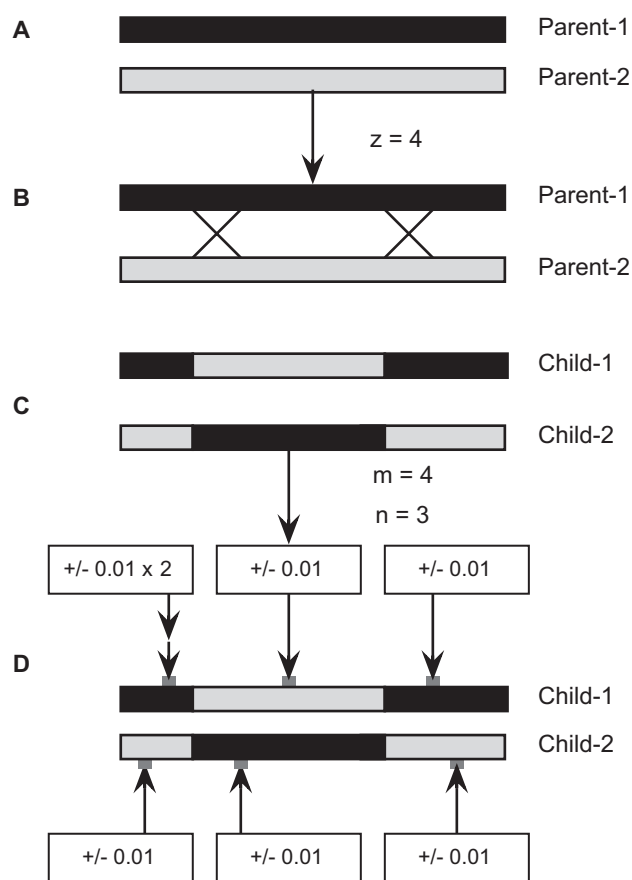 A
Parent-1
Parent-2
z = 4
B
Parent-1
Parent-2
Child-1
C
Child-2
m = 4
n = 3
+/- 0.01 x 2
+/- 0.01
+/- 0.01
D
Child-1
Child-2
+/- 0.01
+/- 0.01
+/- 0.01